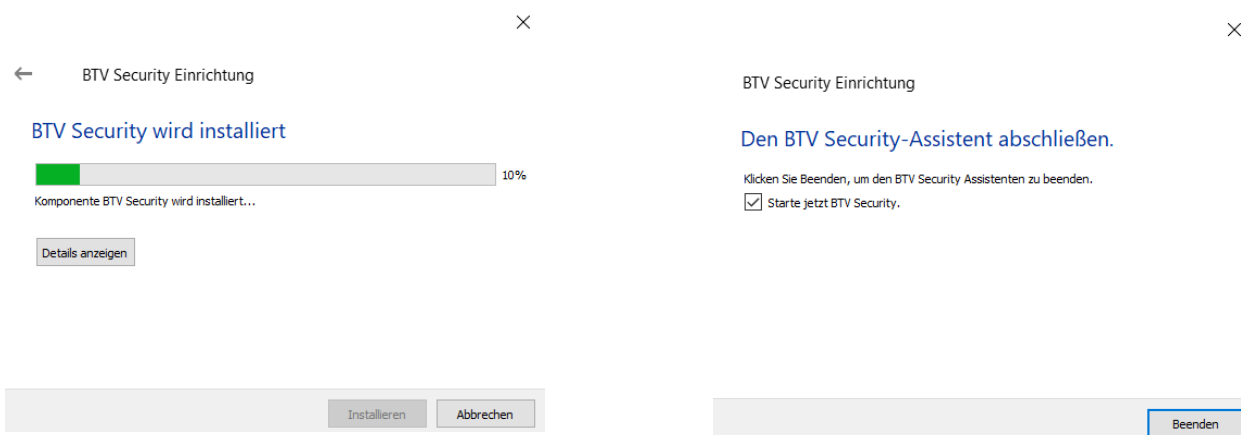 BTV Security Einrichtung
BTV Security wird installiert
10%
Komponente BTV Security wird installiert...
Details anzeigen
Installieren
Abbrechen
BTV Security Einrichtung
Den BTV Security-Assistent abschließen.
Klicken Sie Beenden, um den BTV Security Assistenten zu beenden.
Starte jetzt BTV Security.
Beenden